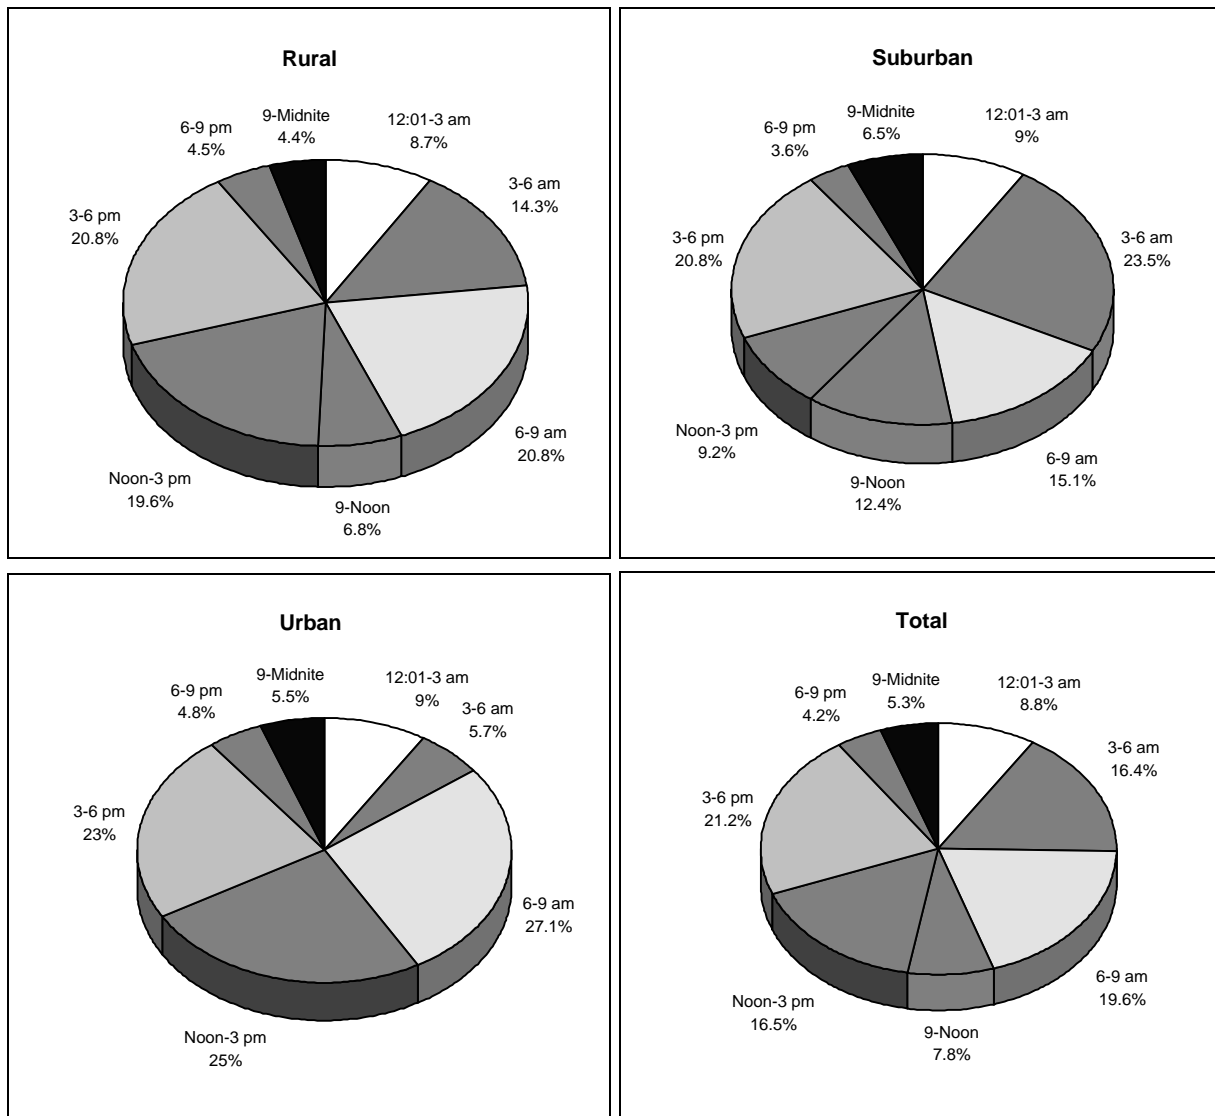 Rural
9-Midnite
4.4%
12:01-3 am
8.7%
3-6 am
14.3%
6-9 am
20.8%
9-Noon
6.8%
Noon-3 pm
19.6%
3-6 pm
20.8%
6-9 pm
4.5%
Suburban
9-Midnite
6.5%
12:01-3 am
9%
3-6 am
23.5%
6-9 am
15.1%
9-Noon
12.4%
Noon-3 pm
9.2%
3-6 pm
20.8%
6-9 pm
3.6%
Urban
9-Midnite
5.5%
12:01-3 am
9%
3-6 am
5.7%
6-9 am
27.1%
Noon-3 pm
25%
3-6 pm
23%
6-9 pm
4.8%
Total
9-Midnite
5.3%
12:01-3 am
8.8%
3-6 am
16.4%
6-9 am
19.6%
9-Noon
7.8%
Noon-3 pm
16.5%
3-6 pm
21.2%
6-9 pm
4.2%